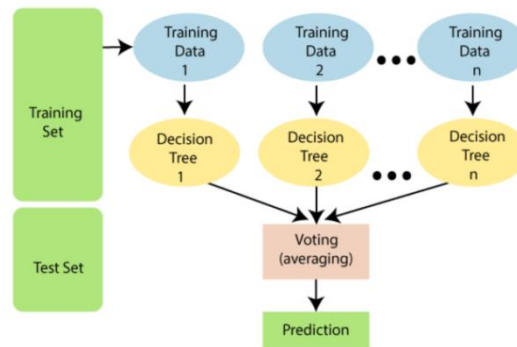 Training
Set
Test Set
Training
Data
1
Training
Data
2
Training
Data
n
Decision
Tree
1
Decision
Tree
2
Decision
Tree
n
Voting
(averaging)
Prediction